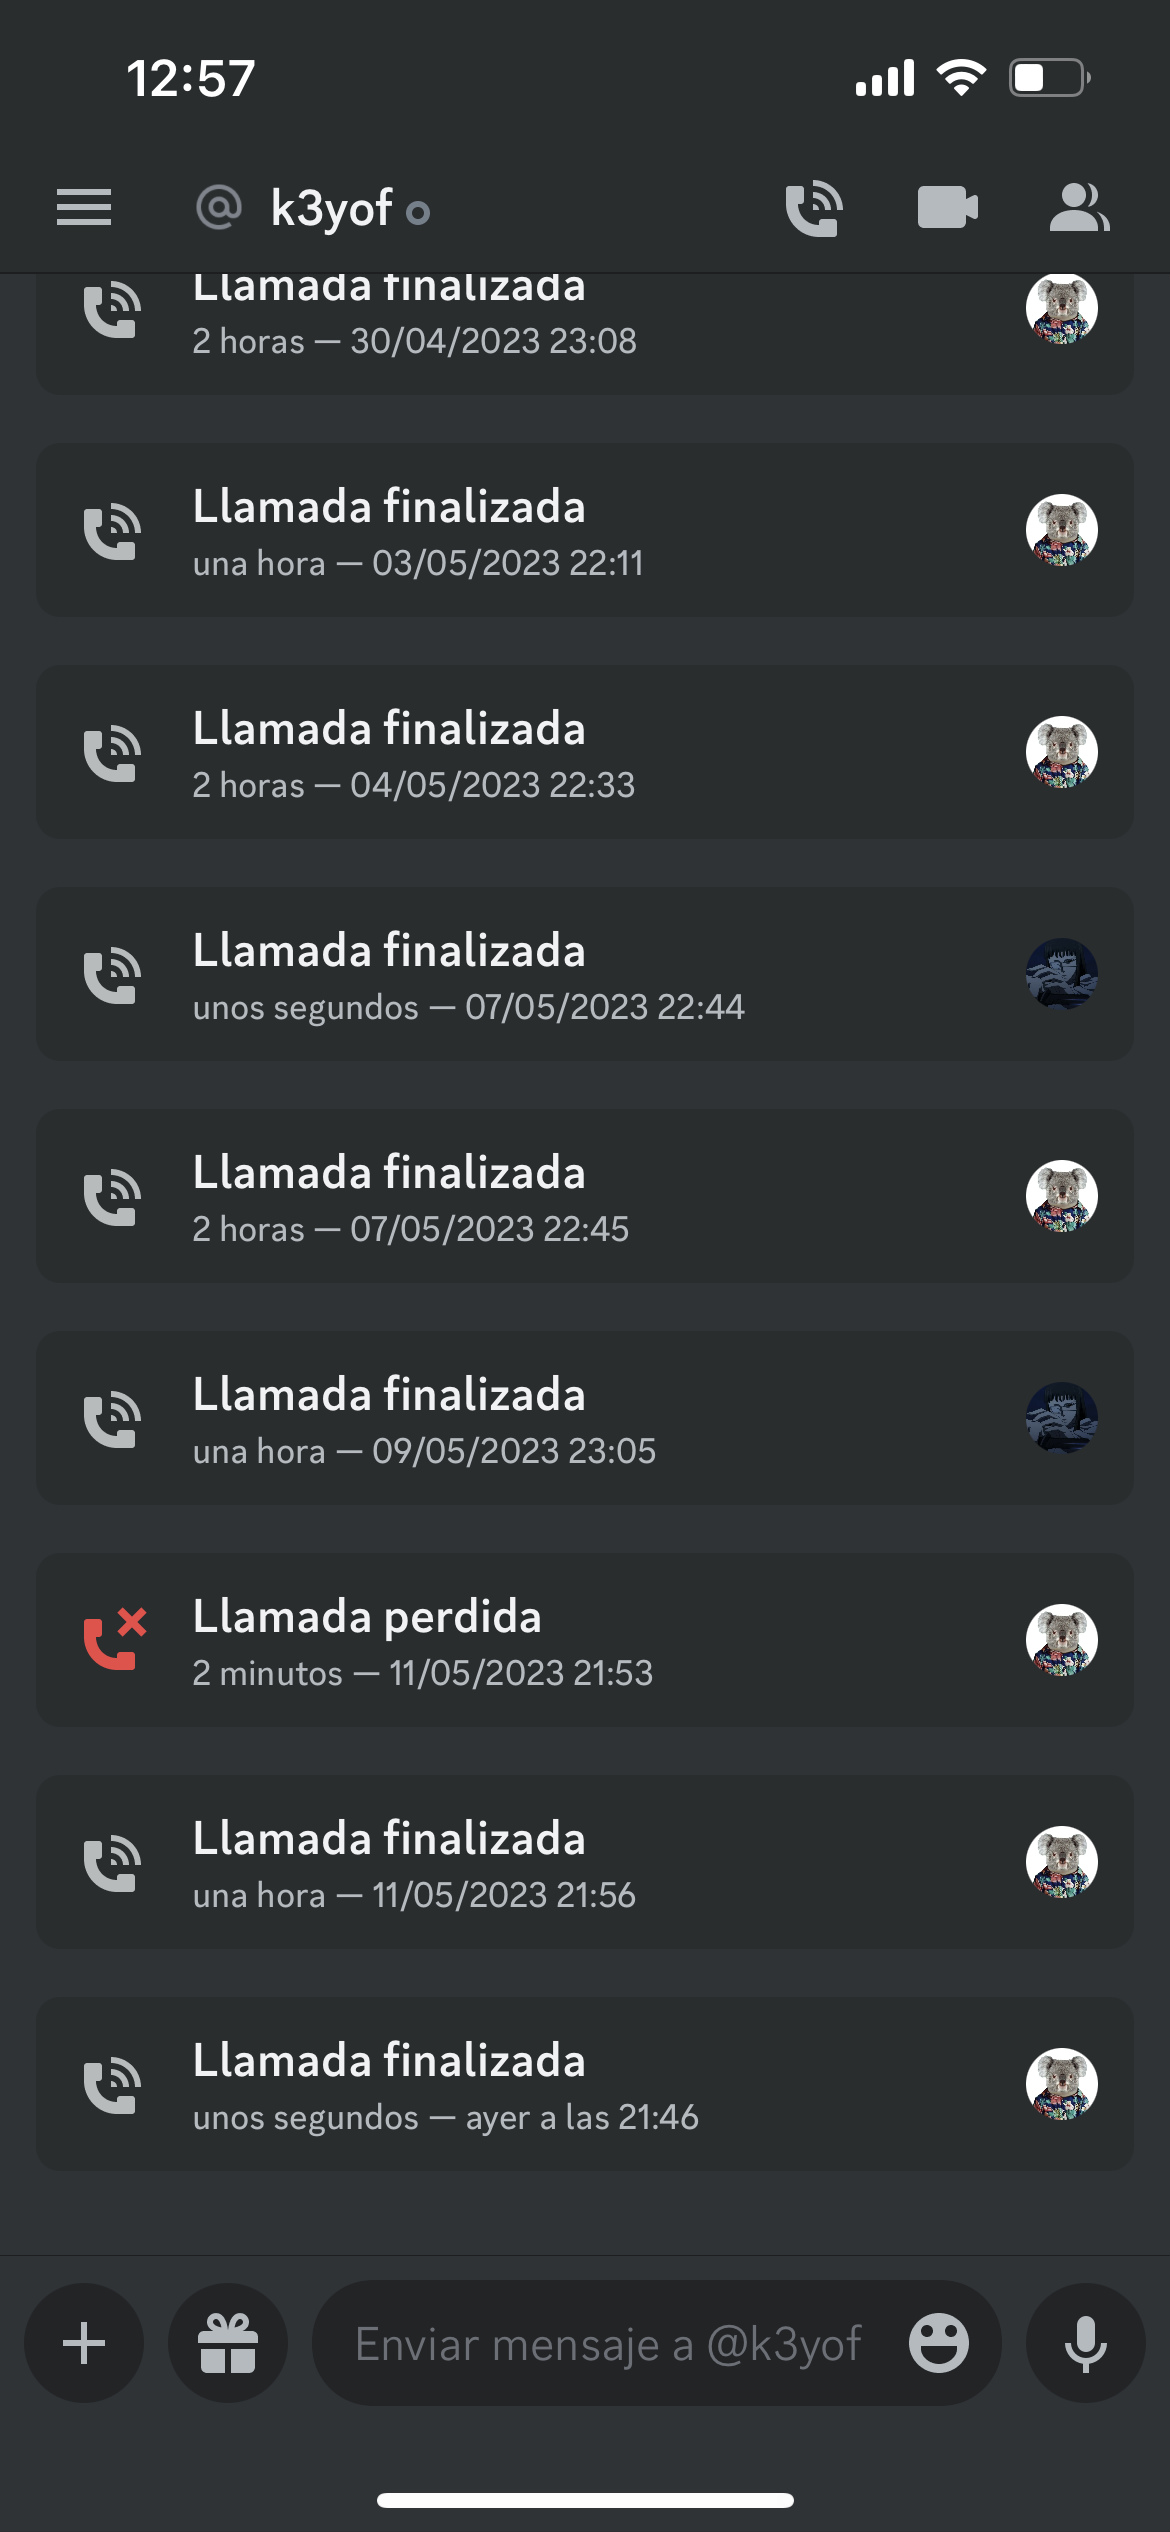 12:57
@ k3yof
Llamada finalizada
2 horas — 30/04/2023 23:08
Llamada finalizada
una hora — 03/05/2023 22:11
Llamada finalizada
2 horas — 04/05/2023 22:33
Llamada finalizada
unos segundos — 07/05/2023 22:44
Llamada finalizada
2 horas — 07/05/2023 22:45
Llamada finalizada
una hora — 09/05/2023 23:05
Llamada perdida
2 minutos — 11/05/2023 21:53
Llamada finalizada
una hora — 11/05/2023 21:56
Llamada finalizada
unos segundos — ayer a las 21:46
Enviar mensaje a @k3yof